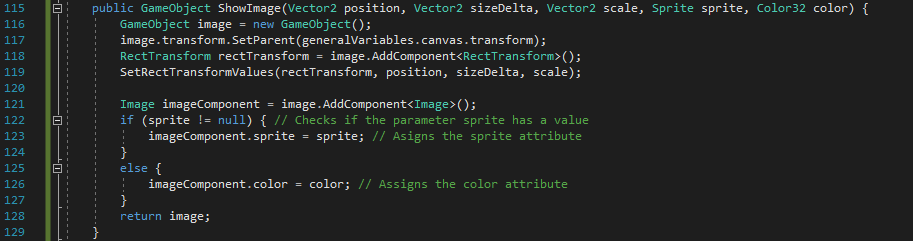 115 public GameObject ShowImage(Vector2 position, Vector2 sizeDelta, Vector2 scale, Sprite sprite, Color32 color) {
116 GameObject image = new GameObject();
117 image.transform.SetParent(generalVariables.canvas.transform);
118 RectTransform rectTransform = image.AddComponent<RectTransform>();
119 SetRectTransformValues(rectTransform, position, sizeDelta, scale);
120
121 Image imageComponent = image.AddComponent<Image>();
122 if (sprite != null) { // Checks if the parameter sprite has a value
123 imageComponent.sprite = sprite; // Asigns the sprite attribute
124 }
125 else {
126 imageComponent.color = color; // Assigns the color attribute
127 }
128 return image;
129 }